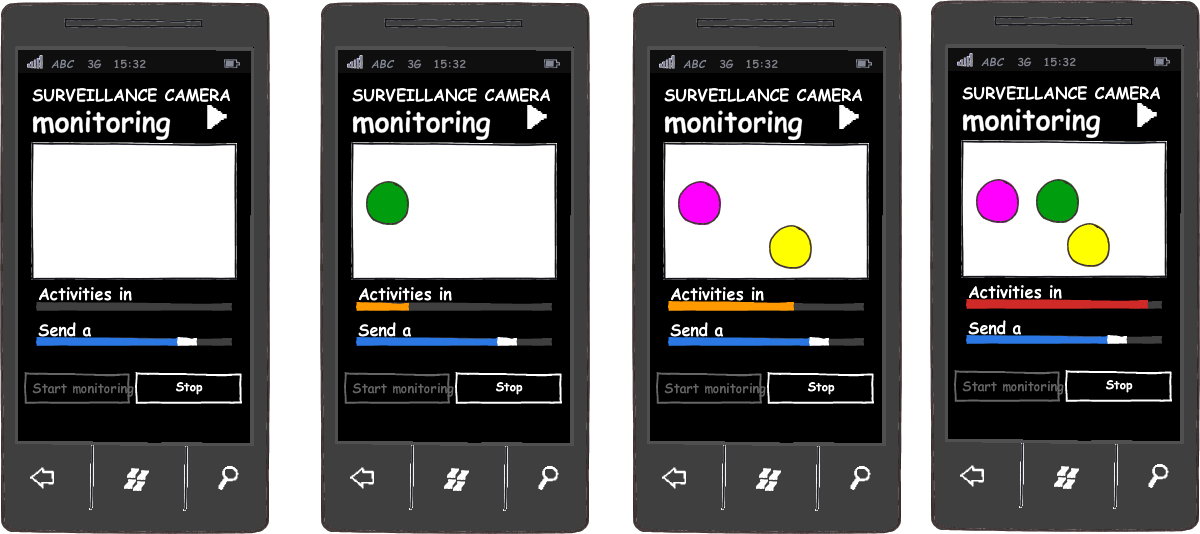 ABC 3G 15:32
SURVEILLANCE CAMERA
monitoring
Activities in
Send a
Start monitoring Stop
ABC 3G 15:32
SURVEILLANCE CAMERA
monitoring
Activities in
Send a
Start monitoring Stop
ABC 3G 15:32
SURVEILLANCE CAMERA
monitoring
Activities in
Send a
Start monitoring Stop
ABC 3G 15:32
SURVEILLANCE CAMERA
monitoring
Activities in
Send a
Start monitoring Stop